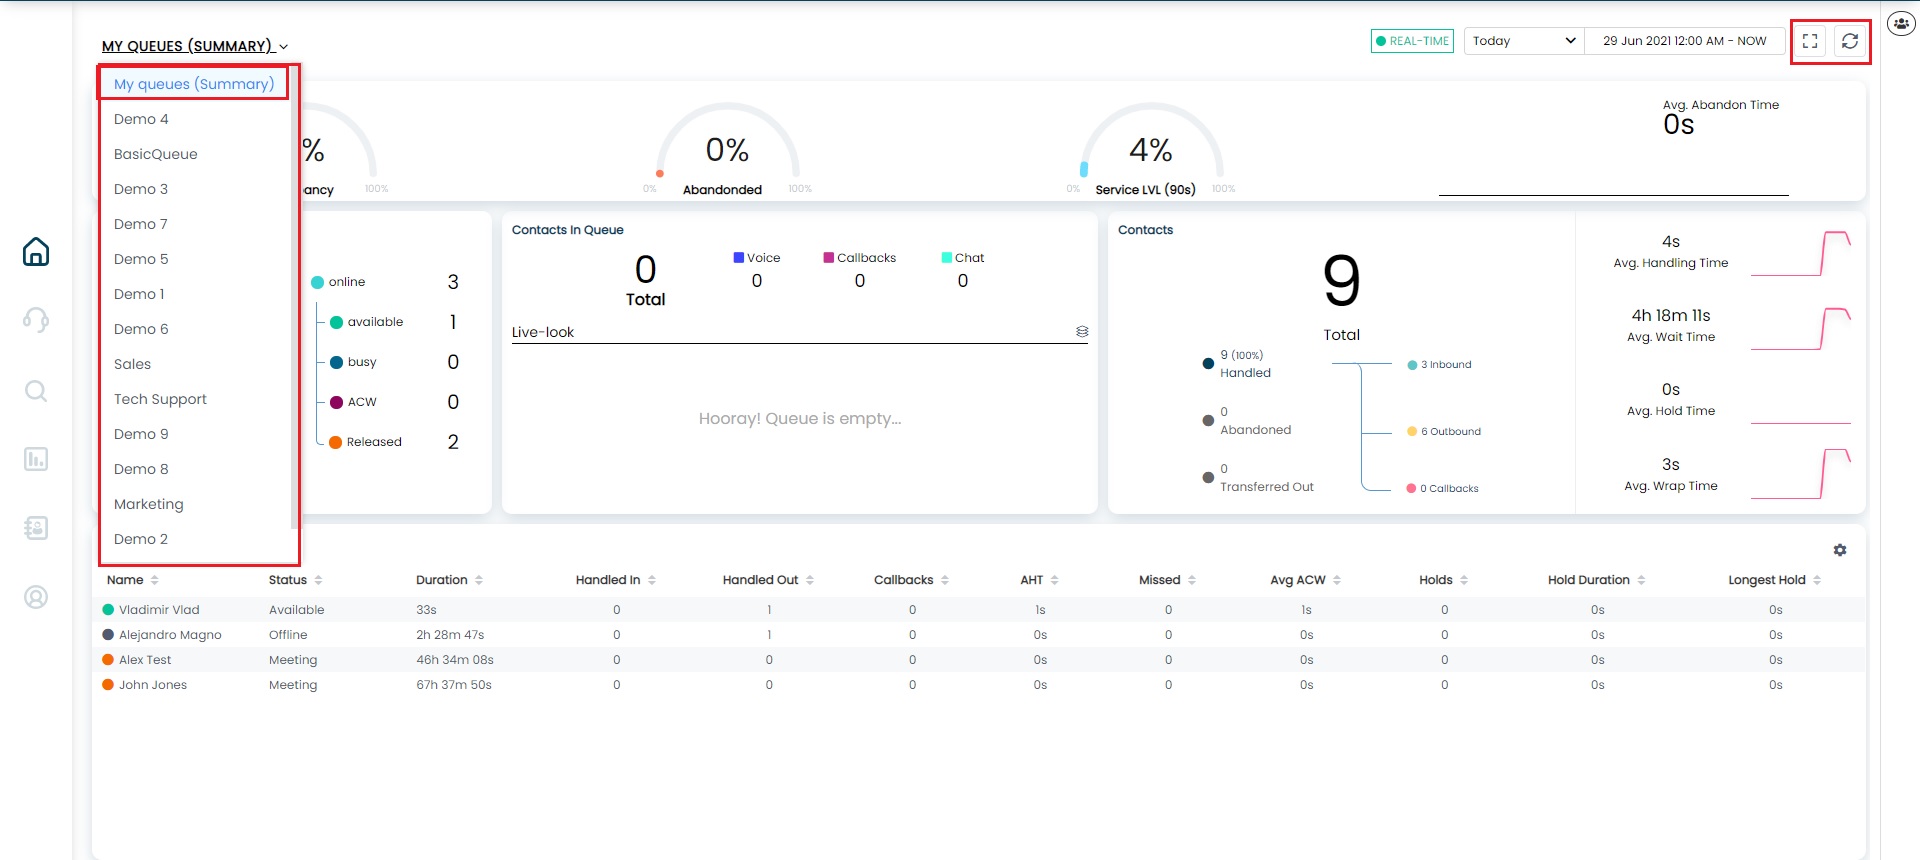 MY QUEUES (SUMMARY)
REAL-TIME
Today
29 Jun 2021 12:00 AM - NOW
My queues (Summary)
Demo 4
BasicQueue
Demo 3
Demo 7
Demo 5
Demo 1
Demo 6
Sales
Tech Support
Demo 9
Demo 8
Marketing
Demo 2
%
ancy
100%
0%
0%
Abandonded
100%
4%
0%
Service LVL (90s)
100%
Avg. Abandon Time
0s
online 3
available 1
busy 0
ACW 0
Released 2
Contacts In Queue
0
Total
Voice
0
Callbacks
0
Chat
0
Live-look
Hooray! Queue is empty...
Contacts
9
Total
9 (100%)
Handled
0
Abandoned
0
Transferred Out
3 Inbound
6 Outbound
0 Callbacks
4s
Avg. Handling Time
4h 18m 11s
Avg. Wait Time
0s
Avg. Hold Time
3s
Avg. Wrap Time
Name Status Duration Handled In Handled Out Callbacks AHT Missed Avg ACW Holds Hold Duration Longest Hold
Vladimir Vlad Available 33s 0 1 0 1s 0 1s 0 0s 0s
Alejandro Magno Offline 2h 28m 47s 0 1 0 0s 0 0s 0 0s 0s
Alex Test Meeting 46h 34m 08s 0 0 0 0s 0 0s 0 0s 0s
John Jones Meeting 67h 37m 50s 0 0 0 0s 0 0s 0 0s 0s